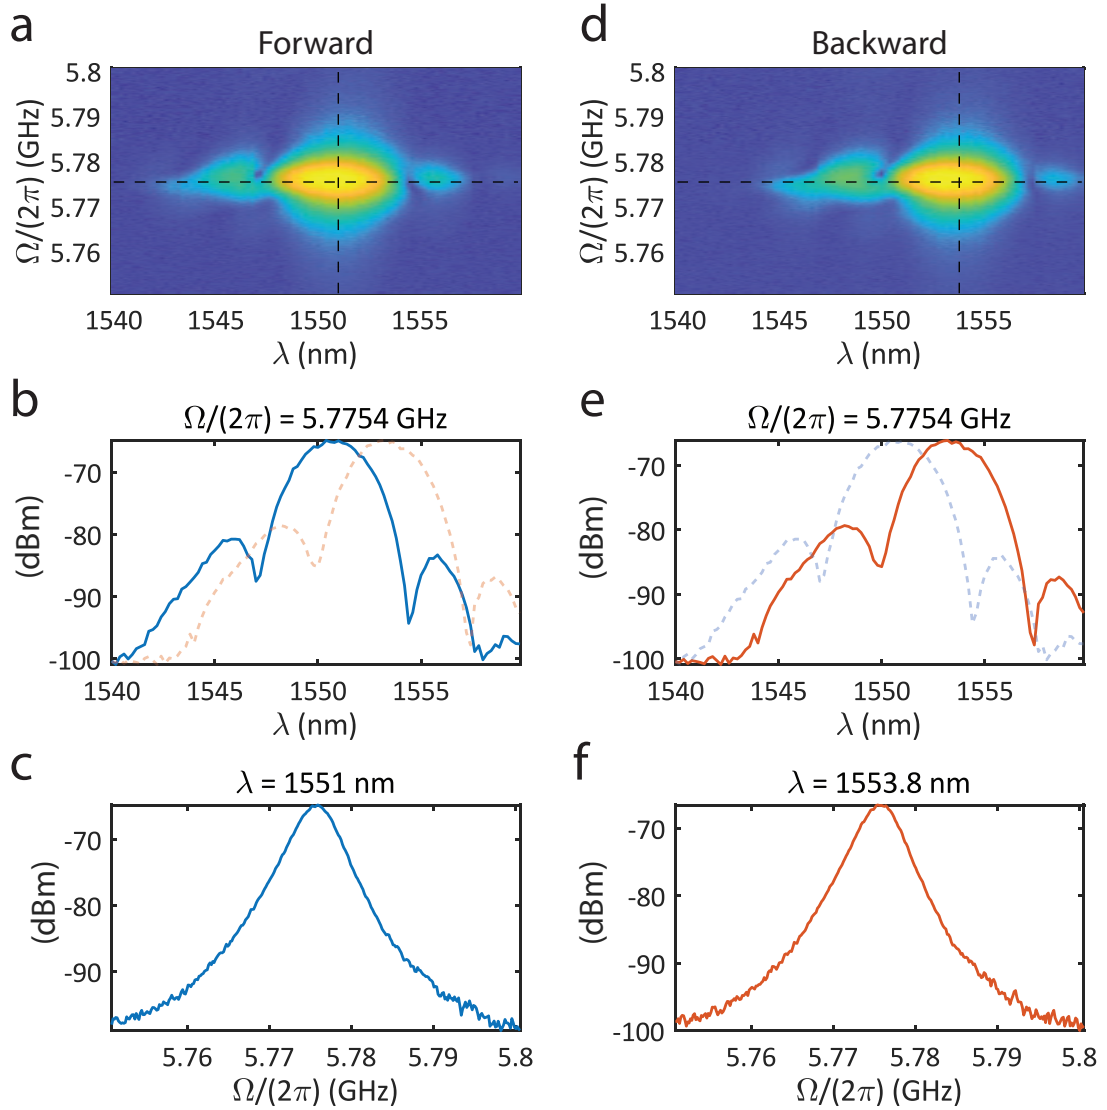 a
Forward
5.8
5.79
5.78
5.77
5.76
Ω/(2π) (GHz)
1540 1545 1550 1555
λ (nm)
d
Backward
5.8
5.79
5.78
5.77
5.76
Ω/(2π) (GHz)
1540 1545 1550 1555
λ (nm)
b
Ω/(2π) = 5.7754 GHz
-70
-80
-90
-100
(dBm)
1540 1545 1550 1555
λ (nm)
e
Ω/(2π) = 5.7754 GHz
-70
-80
-90
-100
(dBm)
1540 1545 1550 1555
λ (nm)
c
λ = 1551 nm
-70
-80
-90
(dBm)
5.76 5.77 5.78 5.79 5.8
Ω/(2π) (GHz)
f
λ = 1553.8 nm
-70
-80
-90
-100
(dBm)
5.76 5.77 5.78 5.79 5.8
Ω/(2π) (GHz)